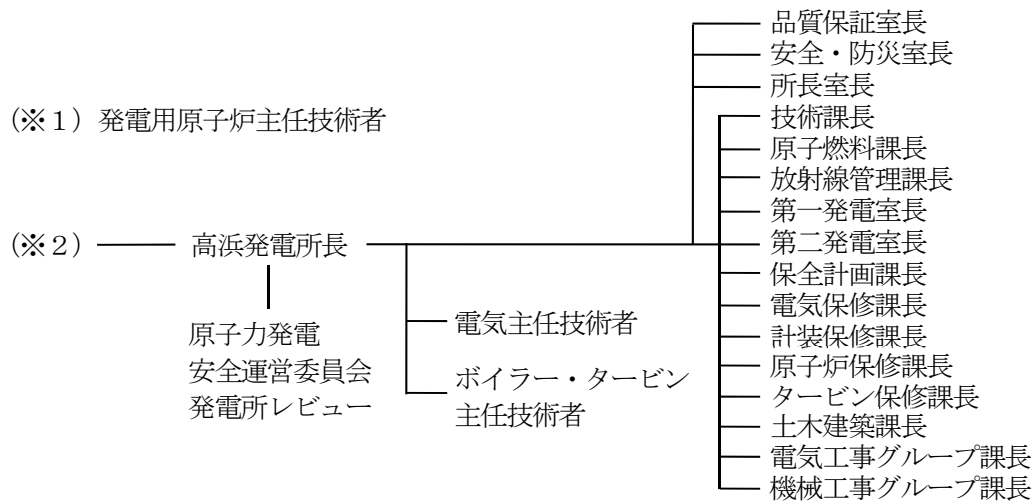 (※1) 発電用原子炉主任技術者
(※2)
高浜発電所長
原子力発電
安全運営委員会
発電所レビュー
電気主任技術者
ボイラー・タービン
主任技術者
品質保証室長
安全・防災室長
所長室長
技術課長
原子燃料課長
放射線管理課長
第一発電室長
第二発電室長
保全計画課長
電気保修課長
計装保修課長
原子炉保修課長
タービン保修課長
土木建築課長
電気工事グループ課長
機械工事グループ課長